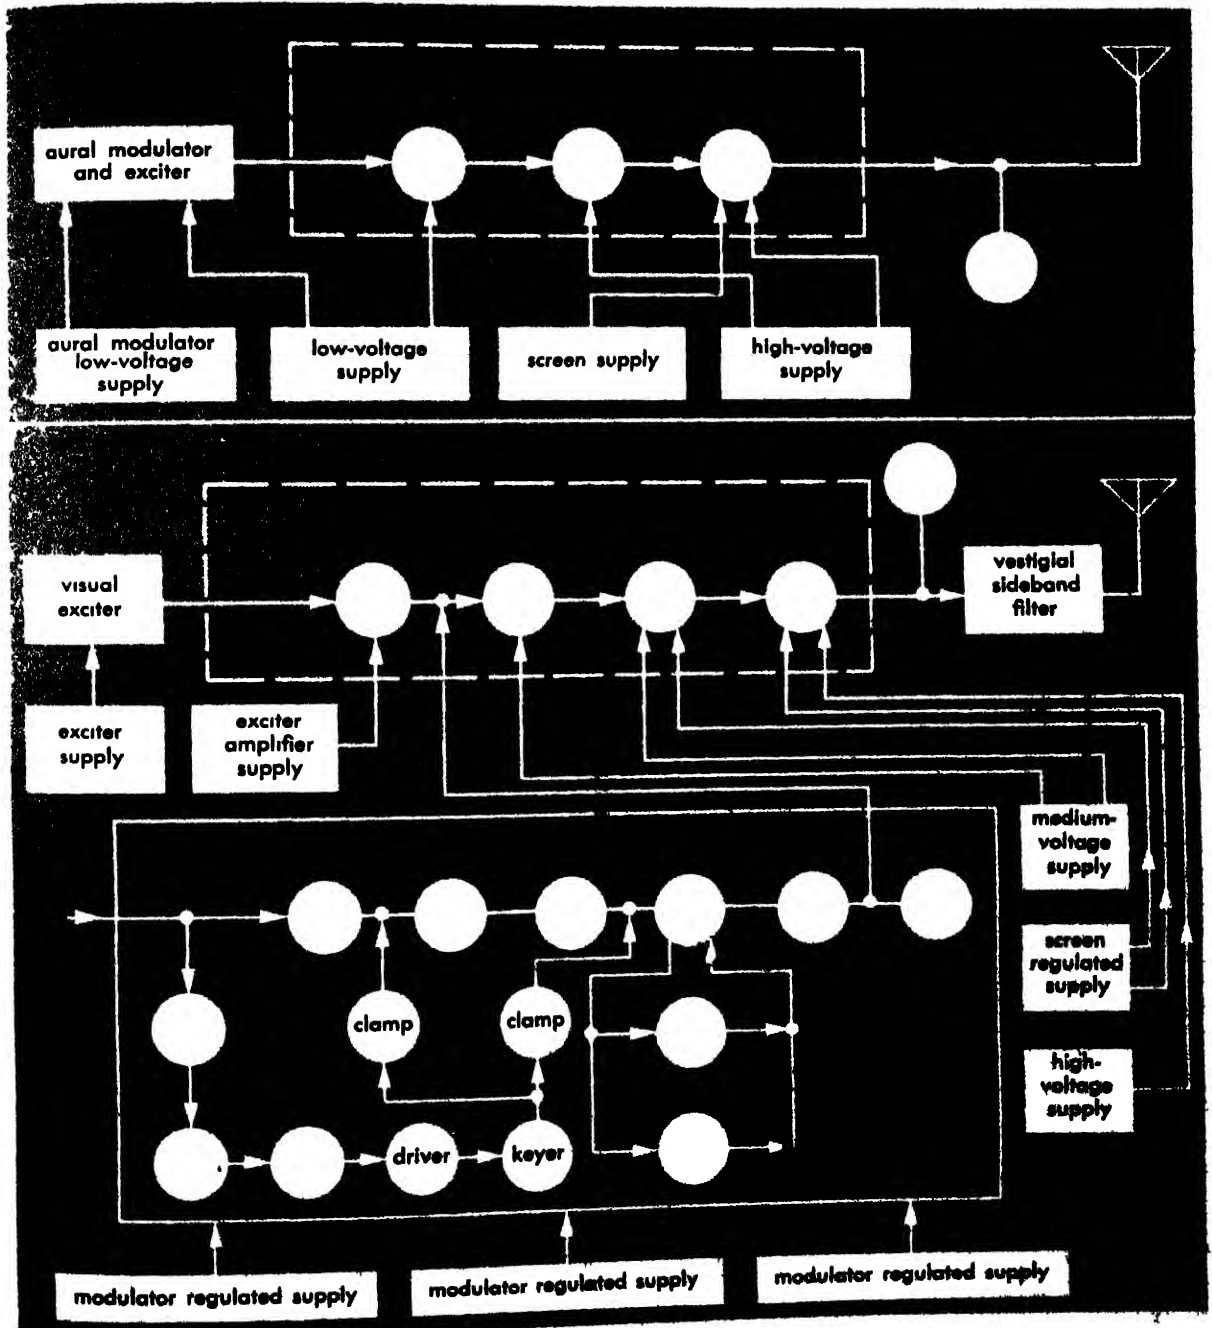 aural modulator
and exciter
aural modulator
low-voltage
supply
low-voltage
supply
screen supply
high-voltage
supply
visual
exciter
vestigial
sideband
filter
exciter
supply
exciter
amplifier
supply
medium-
voltage
supply
screen
regulated
supply
high-
voltage
supply
clamp
clamp
driver
keyer
modulator regulated supply
modulator regulated supply
modulator regulated supply